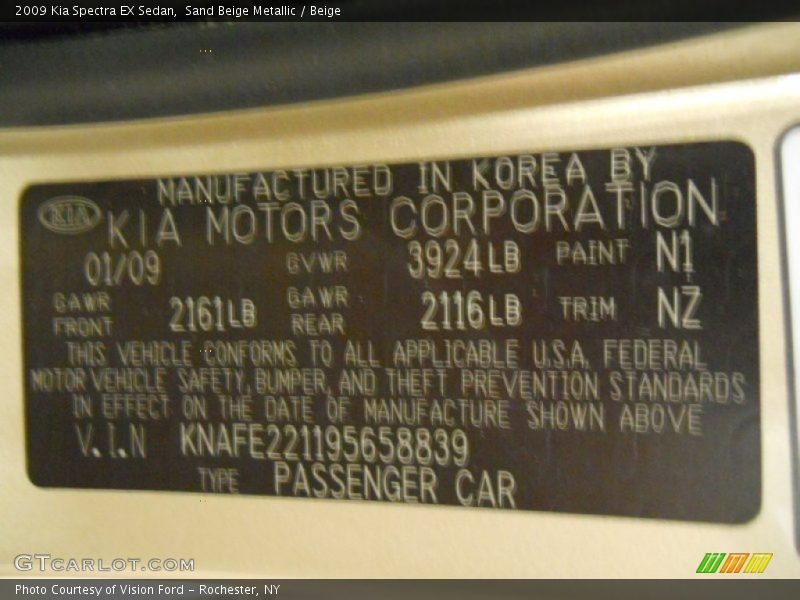 2009 Kia Spectra EX Sedan, Sand Beige Metallic / Beige
MANUFACTURED IN KOREA BY
KIA KIA MOTORS CORPORATION
01/09 GVWR 3924LB PAINT N1
GAWR FRONT 2161LB GAWR REAR 2116LB TRIM NZ
THIS VEHICLE CONFORMS TO ALL APPLICABLE U.S.A. FEDERAL
MOTOR VEHICLE SAFETY, BUMPER, AND THEFT PREVENTION STANDARDS
IN EFFECT ON THE DATE OF MANUFACTURE SHOWN ABOVE
V.I.N KNAFE221195658839
TYPE PASSENGER CAR
GTCARLOT.COM
Photo Courtesy of Vision Ford - Rochester, NY